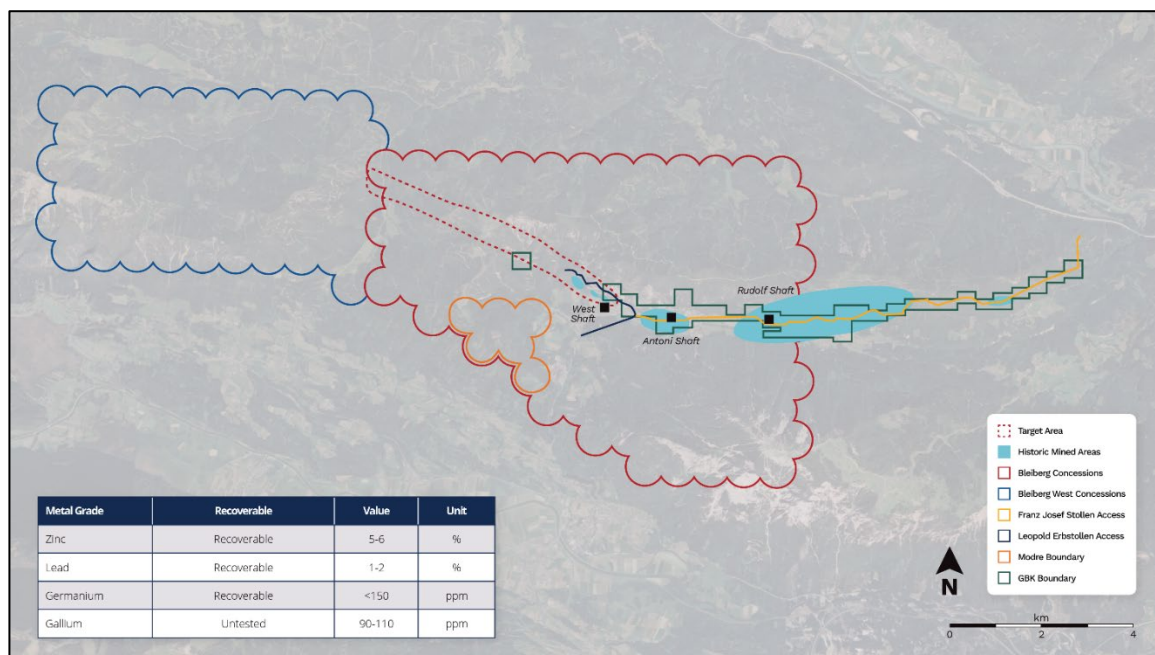 Rudolf Shaft
West
Shaft
Antoni Shaft
Target Area
Historic Mined Areas
Bleiberg Concessions
Bleiberg West Concessions
Franz Josef Stollen Access
Leopold Erbstollen Access
Modre Boundary
GBK Boundary
Metal Grade Recoverable Value Unit
Zinc Recoverable 5-6 %
Lead Recoverable 1-2 %
Germanium Recoverable <150 ppm
Gallium Untested 90-110 ppm
N
km
0 2 4